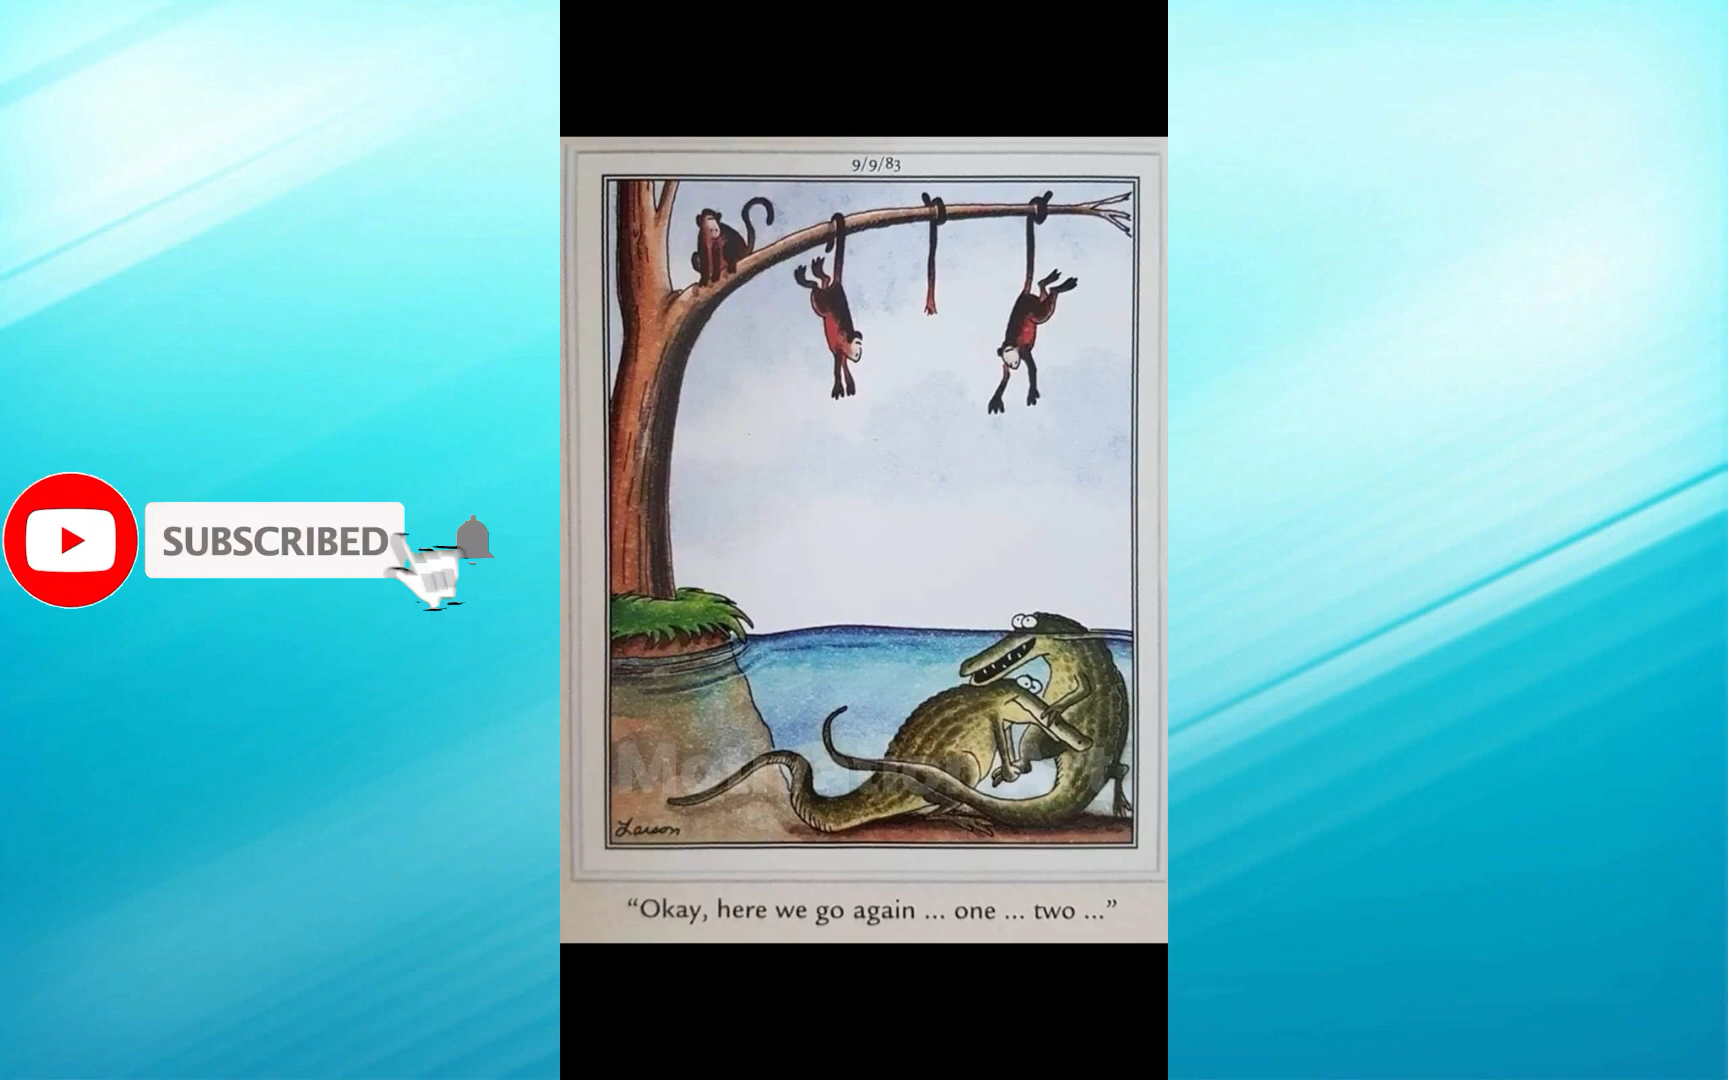 9/9/83
SUBSCRIBED
Larson
“Okay, here we go again ... one ... two ...”